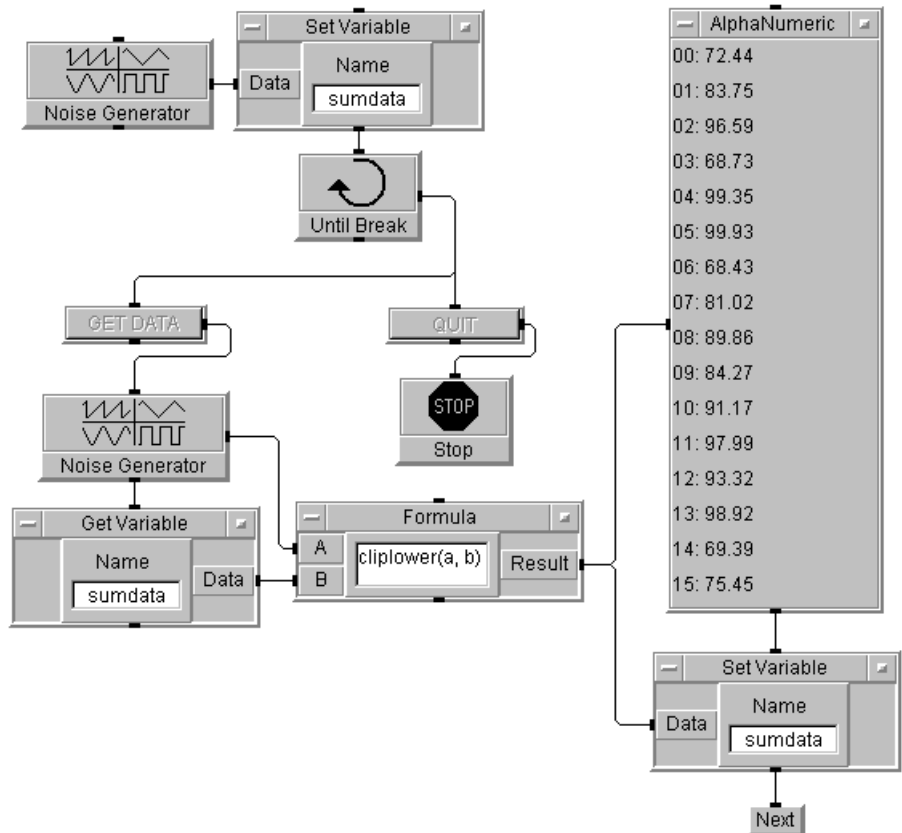 Noise Generator
Set Variable
Data
Name
sumdata
Until Break
GET DATA
QUIT
STOP
Stop
Noise Generator
Get Variable
Name
sumdata
Data
Formula
A
B
cliplower(a, b)
Result
AlphaNumeric
00: 72.44
01: 83.75
02: 96.59
03: 68.73
04: 99.35
05: 99.93
06: 68.43
07: 81.02
08: 89.86
09: 84.27
10: 91.17
11: 97.99
12: 93.32
13: 98.92
14: 69.39
15: 75.45
Set Variable
Data
Name
sumdata
Next